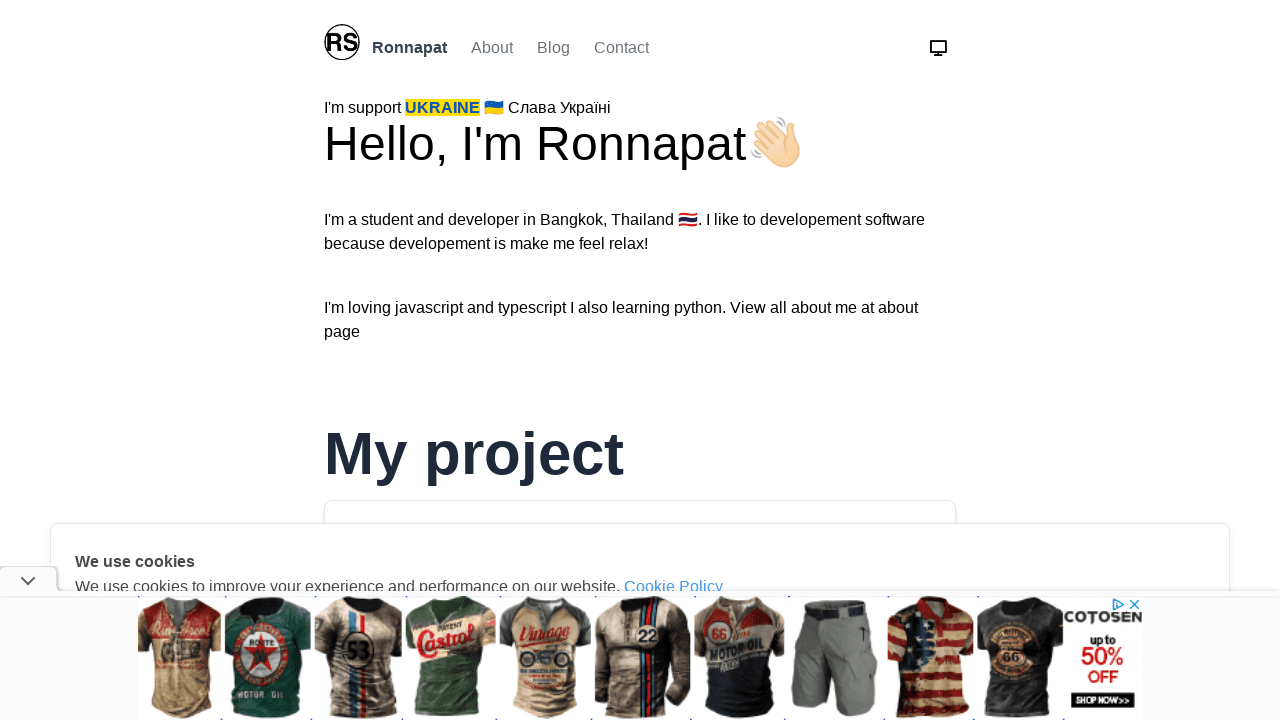 RS
Ronnapat About Blog Contact
I'm support UKRAINE 🇺🇦 Слава Україні
Hello, I'm Ronnapat👋🏻
I'm a student and developer in Bangkok, Thailand 🇹🇭. I like to developement software
because developement is make me feel relax!
I'm loving javascript and typescript I also learning python. View all about me at about
page
My project
We use cookies
We use cookies to improve your experience and performance on our website. Cookie Policy
53
Castrol
Vintage
22
66
MOTOR OIL
66
COTOSEN
up to
50%
OFF
SHOP NOW>>